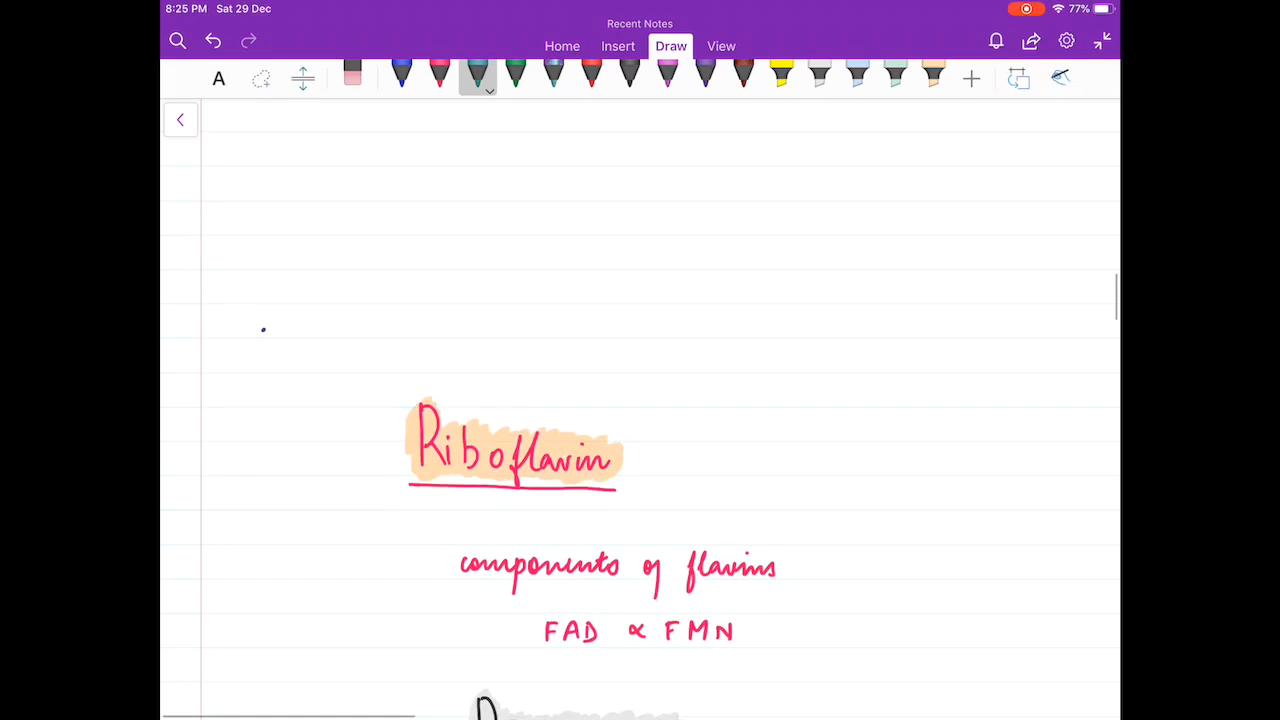 8:25 PM Sat 29 Dec
77%
Recent Notes
Home Insert Draw View
A
Riboflavin
components of flavins
FAD ∝ FMN